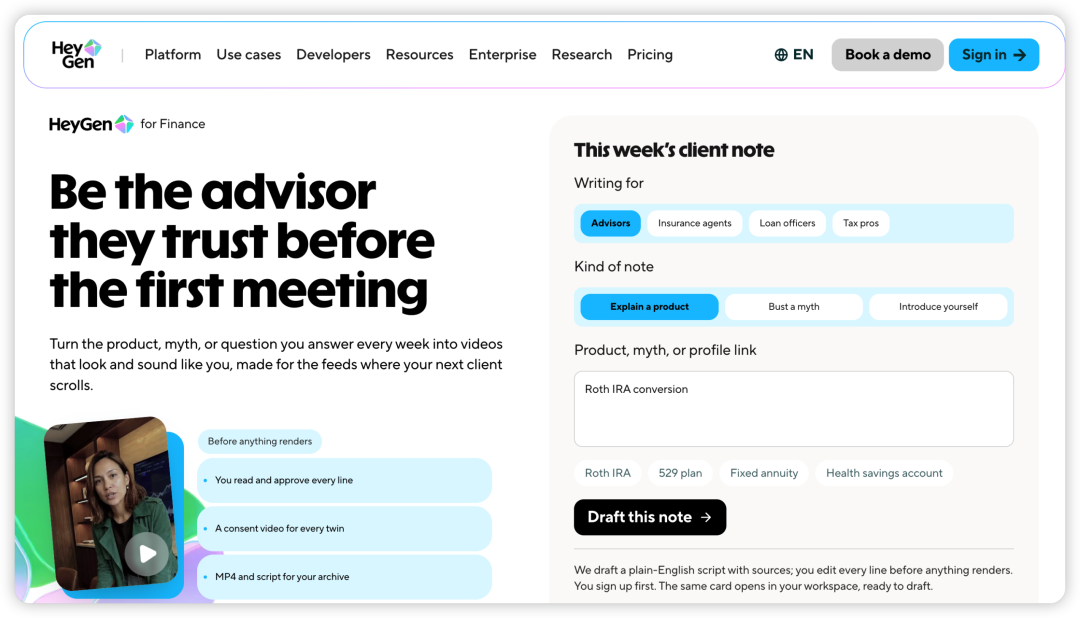 Hey Gen
Platform
Use cases
Developers
Resources
Enterprise
Research
Pricing
EN
Book a demo
Sign in
HeyGen for Finance
Be the advisor
they trust before
the first meeting
Turn the product, myth, or question you answer every week into videos
that look and sound like you, made for the feeds where your next client
scrolls.
Before anything renders
You read and approve every line
A consent video for every twin
MP4 and script for your archive
This week's client note
Writing for
Advisors
Insurance agents
Loan officers
Tax pros
Kind of note
Explain a product
Bust a myth
Introduce yourself
Product, myth, or profile link
Roth IRA conversion
Roth IRA
529 plan
Fixed annuity
Health savings account
Draft this note
We draft a plain-English script with sources; you edit every line before anything renders.
You sign up first. The same card opens in your workspace, ready to draft.